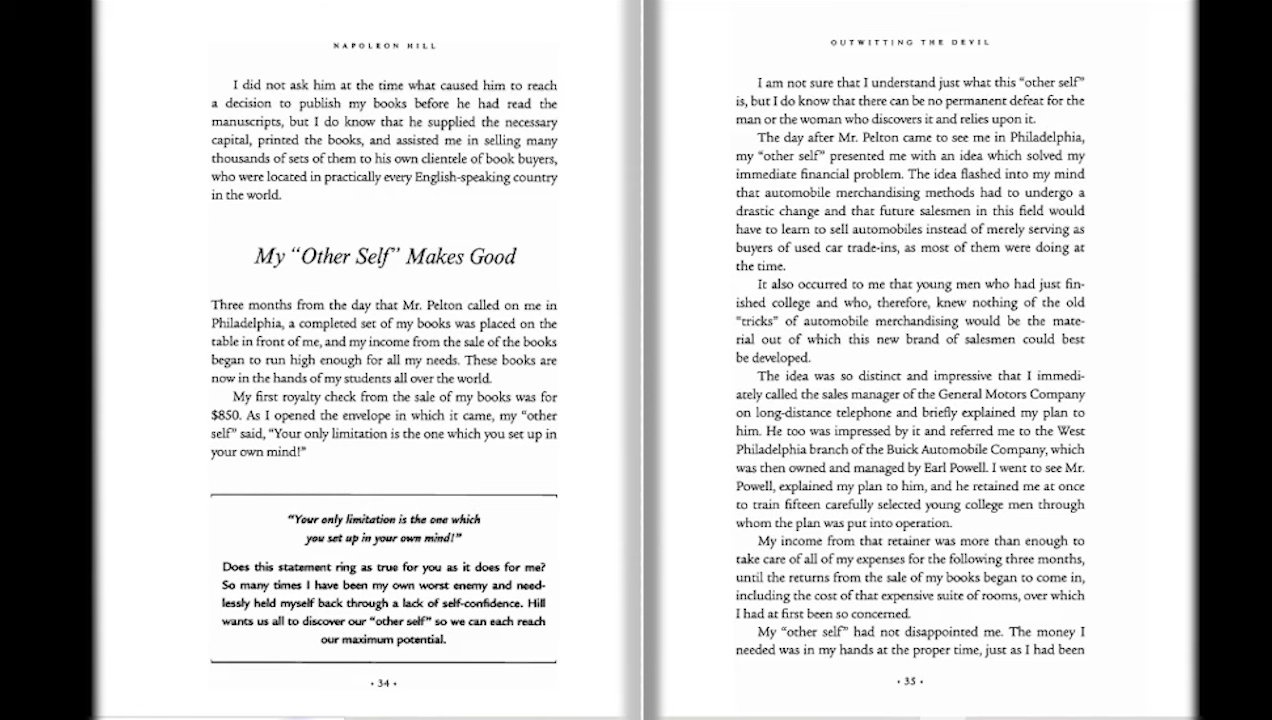 NAPOLEON HILL
I did not ask him at the time what caused him to reach
a decision to publish my books before he had read the
manuscripts, but I do know that he supplied the necessary
capital, printed the books, and assisted me in selling many
thousands of sets of them to his own clientele of book buyers,
who were located in practically every English-speaking country
in the world.
My “Other Self” Makes Good
Three months from the day that Mr. Pelton called on me in
Philadelphia, a completed set of my books was placed on the
table in front of me, and my income from the sale of the books
began to run high enough for all my needs. These books are
now in the hands of my students all over the world.
My first royalty check from the sale of my books was for
$850. As I opened the envelope in which it came, my “other
self” said, “Your only limitation is the one which you set up in
your own mind!”
“Your only limitation is the one which
you set up in your own mind!”
Does this statement ring as true for you as it does for me?
So many times I have been my own worst enemy and need-
lessly held myself back through a lack of self-confidence. Hill
wants us all to discover our “other self” so we can each reach
our maximum potential.
• 34 •
OUTWITTING THE DEVIL
I am not sure that I understand just what this “other self”
is, but I do know that there can be no permanent defeat for the
man or the woman who discovers it and relies upon it.
The day after Mr. Pelton came to see me in Philadelphia,
my “other self” presented me with an idea which solved my
immediate financial problem. The idea flashed into my mind
that automobile merchandising methods had to undergo a
drastic change and that future salesmen in this field would
have to learn to sell automobiles instead of merely serving as
buyers of used car trade-ins, as most of them were doing at
the time.
It also occurred to me that young men who had just fin-
ished college and who, therefore, knew nothing of the old
“tricks” of automobile merchandising would be the mate-
rial out of which this new brand of salesmen could best
be developed.
The idea was so distinct and impressive that I immedi-
ately called the sales manager of the General Motors Company
on long-distance telephone and briefly explained my plan to
him. He too was impressed by it and referred me to the West
Philadelphia branch of the Buick Automobile Company, which
was then owned and managed by Earl Powell. I went to see Mr.
Powell, explained my plan to him, and he retained me at once
to train fifteen carefully selected young college men through
whom the plan was put into operation.
My income from that retainer was more than enough to
take care of all of my expenses for the following three months,
until the returns from the sale of my books began to come in,
including the cost of that expensive suite of rooms, over which
I had at first been so concerned.
My “other self” had not disappointed me. The money I
needed was in my hands at the proper time, just as I had been
• 35 •